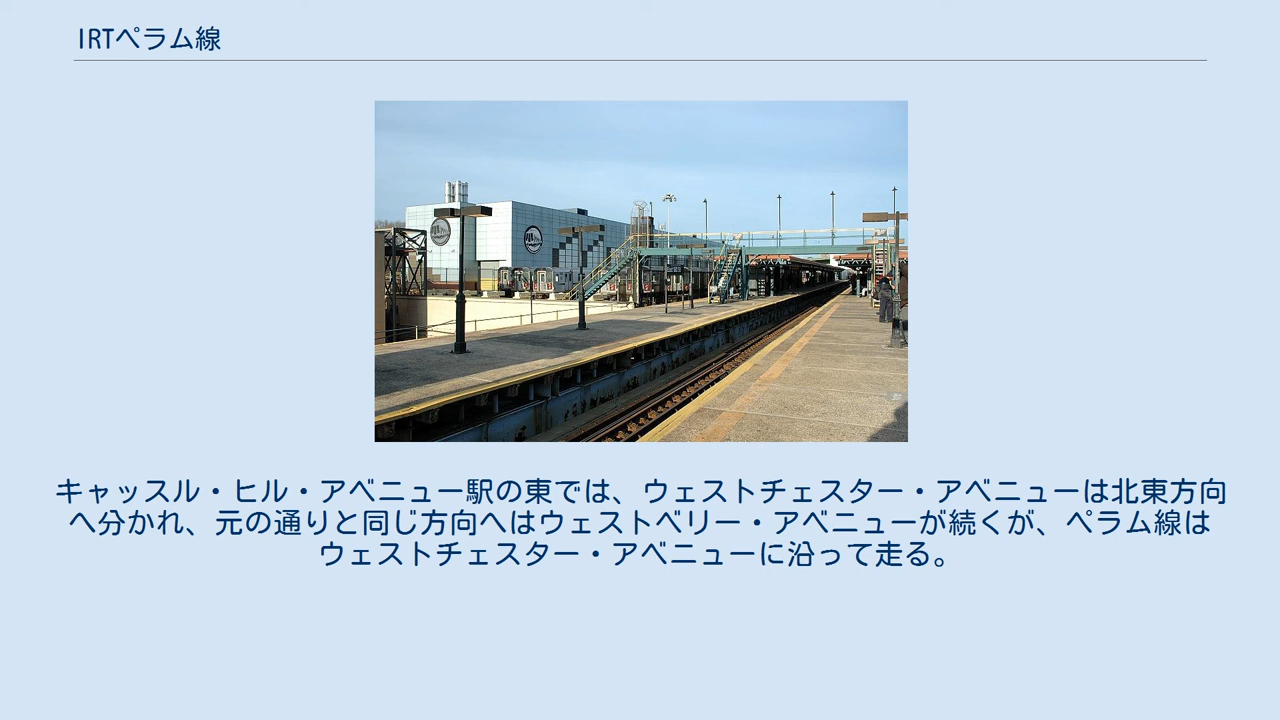 IRTペラム線
キャッスル・ヒル・アベニュー駅の東では、ウェストチェスター・アベニューは北東方向
へ分かれ、元の通りと同じ方向へはウェストベリー・アベニューが続くが、ペラム線は
ウェストチェスター・アベニューに沿って走る。